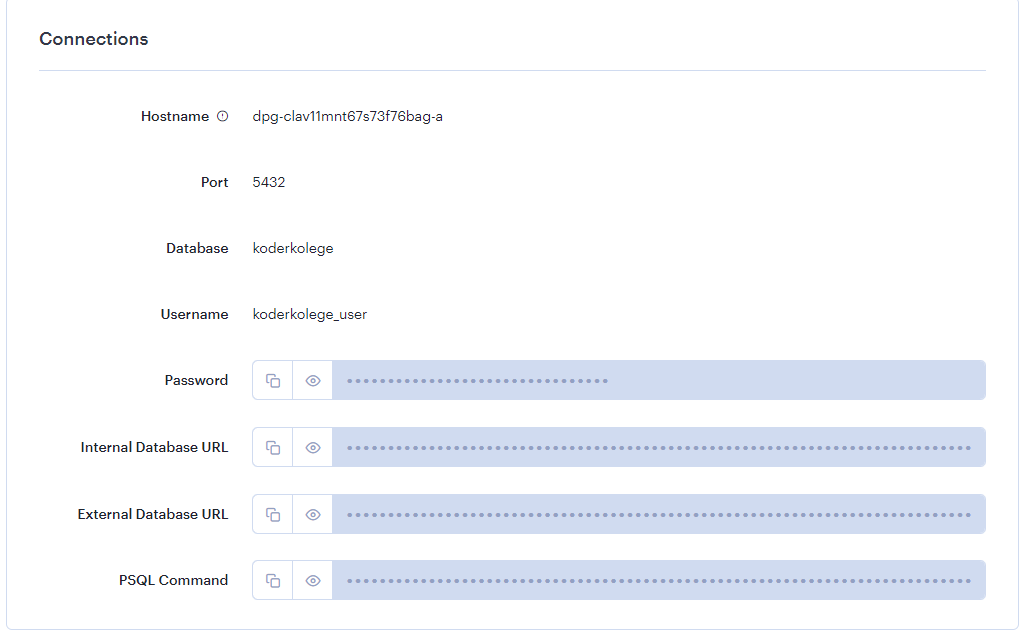 Connections
Hostname dpg-clav11mnt67s73f76bag-a
Port 5432
Database koderkolege
Username koderkolege_user
Password ••••••••••••••••••••••••••••••••
Internal Database URL ••••••••••••••••••••••••••••••••••••••••••••••••••••••••••••••••••••••••••••
External Database URL ••••••••••••••••••••••••••••••••••••••••••••••••••••••••••••••••••••••••••••
PSQL Command ••••••••••••••••••••••••••••••••••••••••••••••••••••••••••••••••••••••••••••